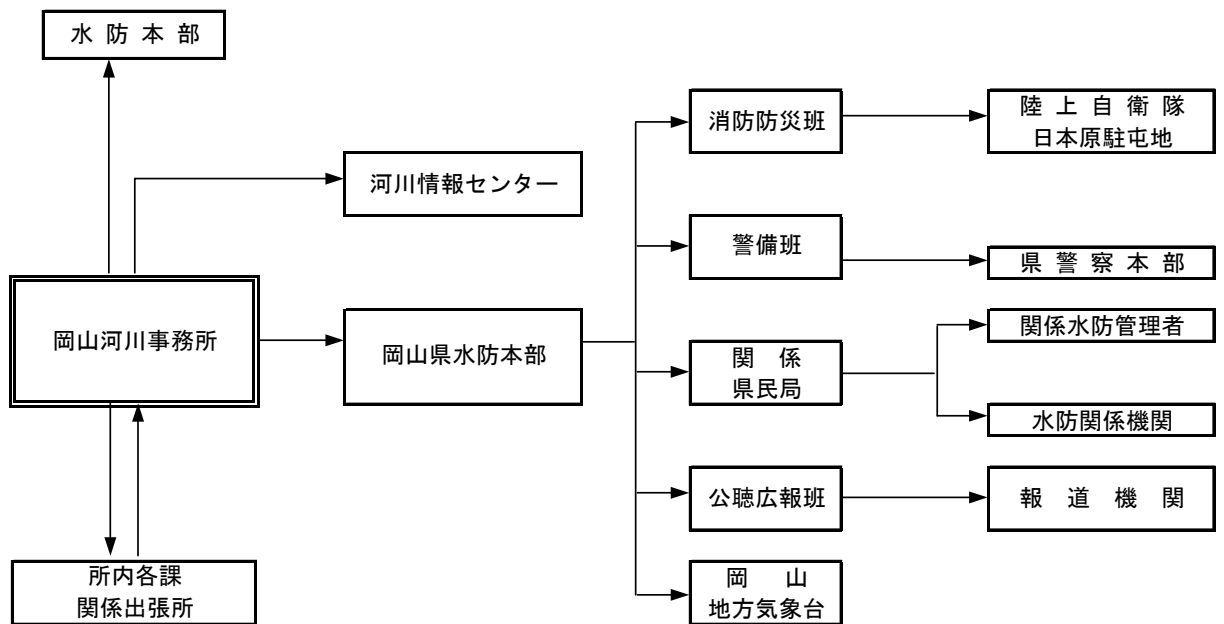 水防本部
河川情報センター
岡山河川事務所
岡山県水防本部
所内各課
関係出張所
消防防災班
警備班
関係
県民局
公聴広報班
岡山
地方気象台
陸上自衛隊
日本原駐屯地
県警察本部
関係水防管理者
水防関係機関
報道機関